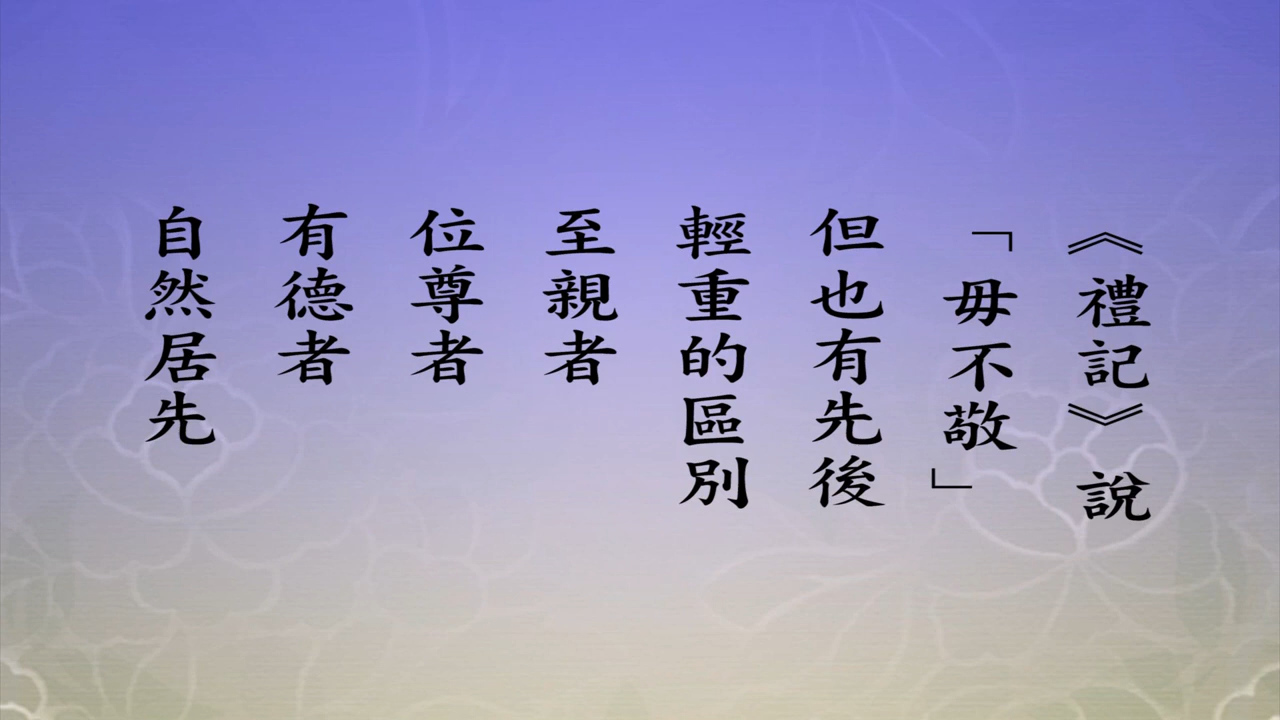 《禮記》說
「毋不敬」
但也有先後
輕重的區別
至親者
位尊者
有德者
自然居先